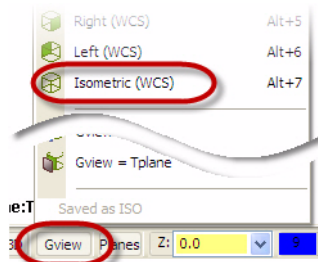 Right (WCS) Alt+5
Left (WCS) Alt+6
Isometric (WCS) Alt+7
Gview = Tplane
Saved as ISO
Gview Planes Z: 0.0 9